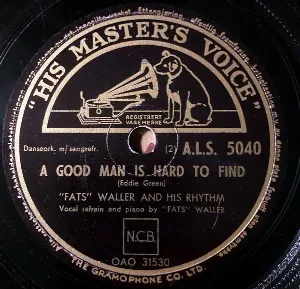 "HIS MASTER'S VOICE"
REGISTRERT
VAREMERKE
Danseork. m/sangrefr.
(2)
A.L.S. 5040
A GOOD MAN IS HARD TO FIND
(Eddie Green)
"FATS" WALLER AND HIS RHYTHM
Vocal refrain and piano by "FATS" WALLER
N.C.B.
OAO 31530
THE GRAMOPHONE CO. LTD.